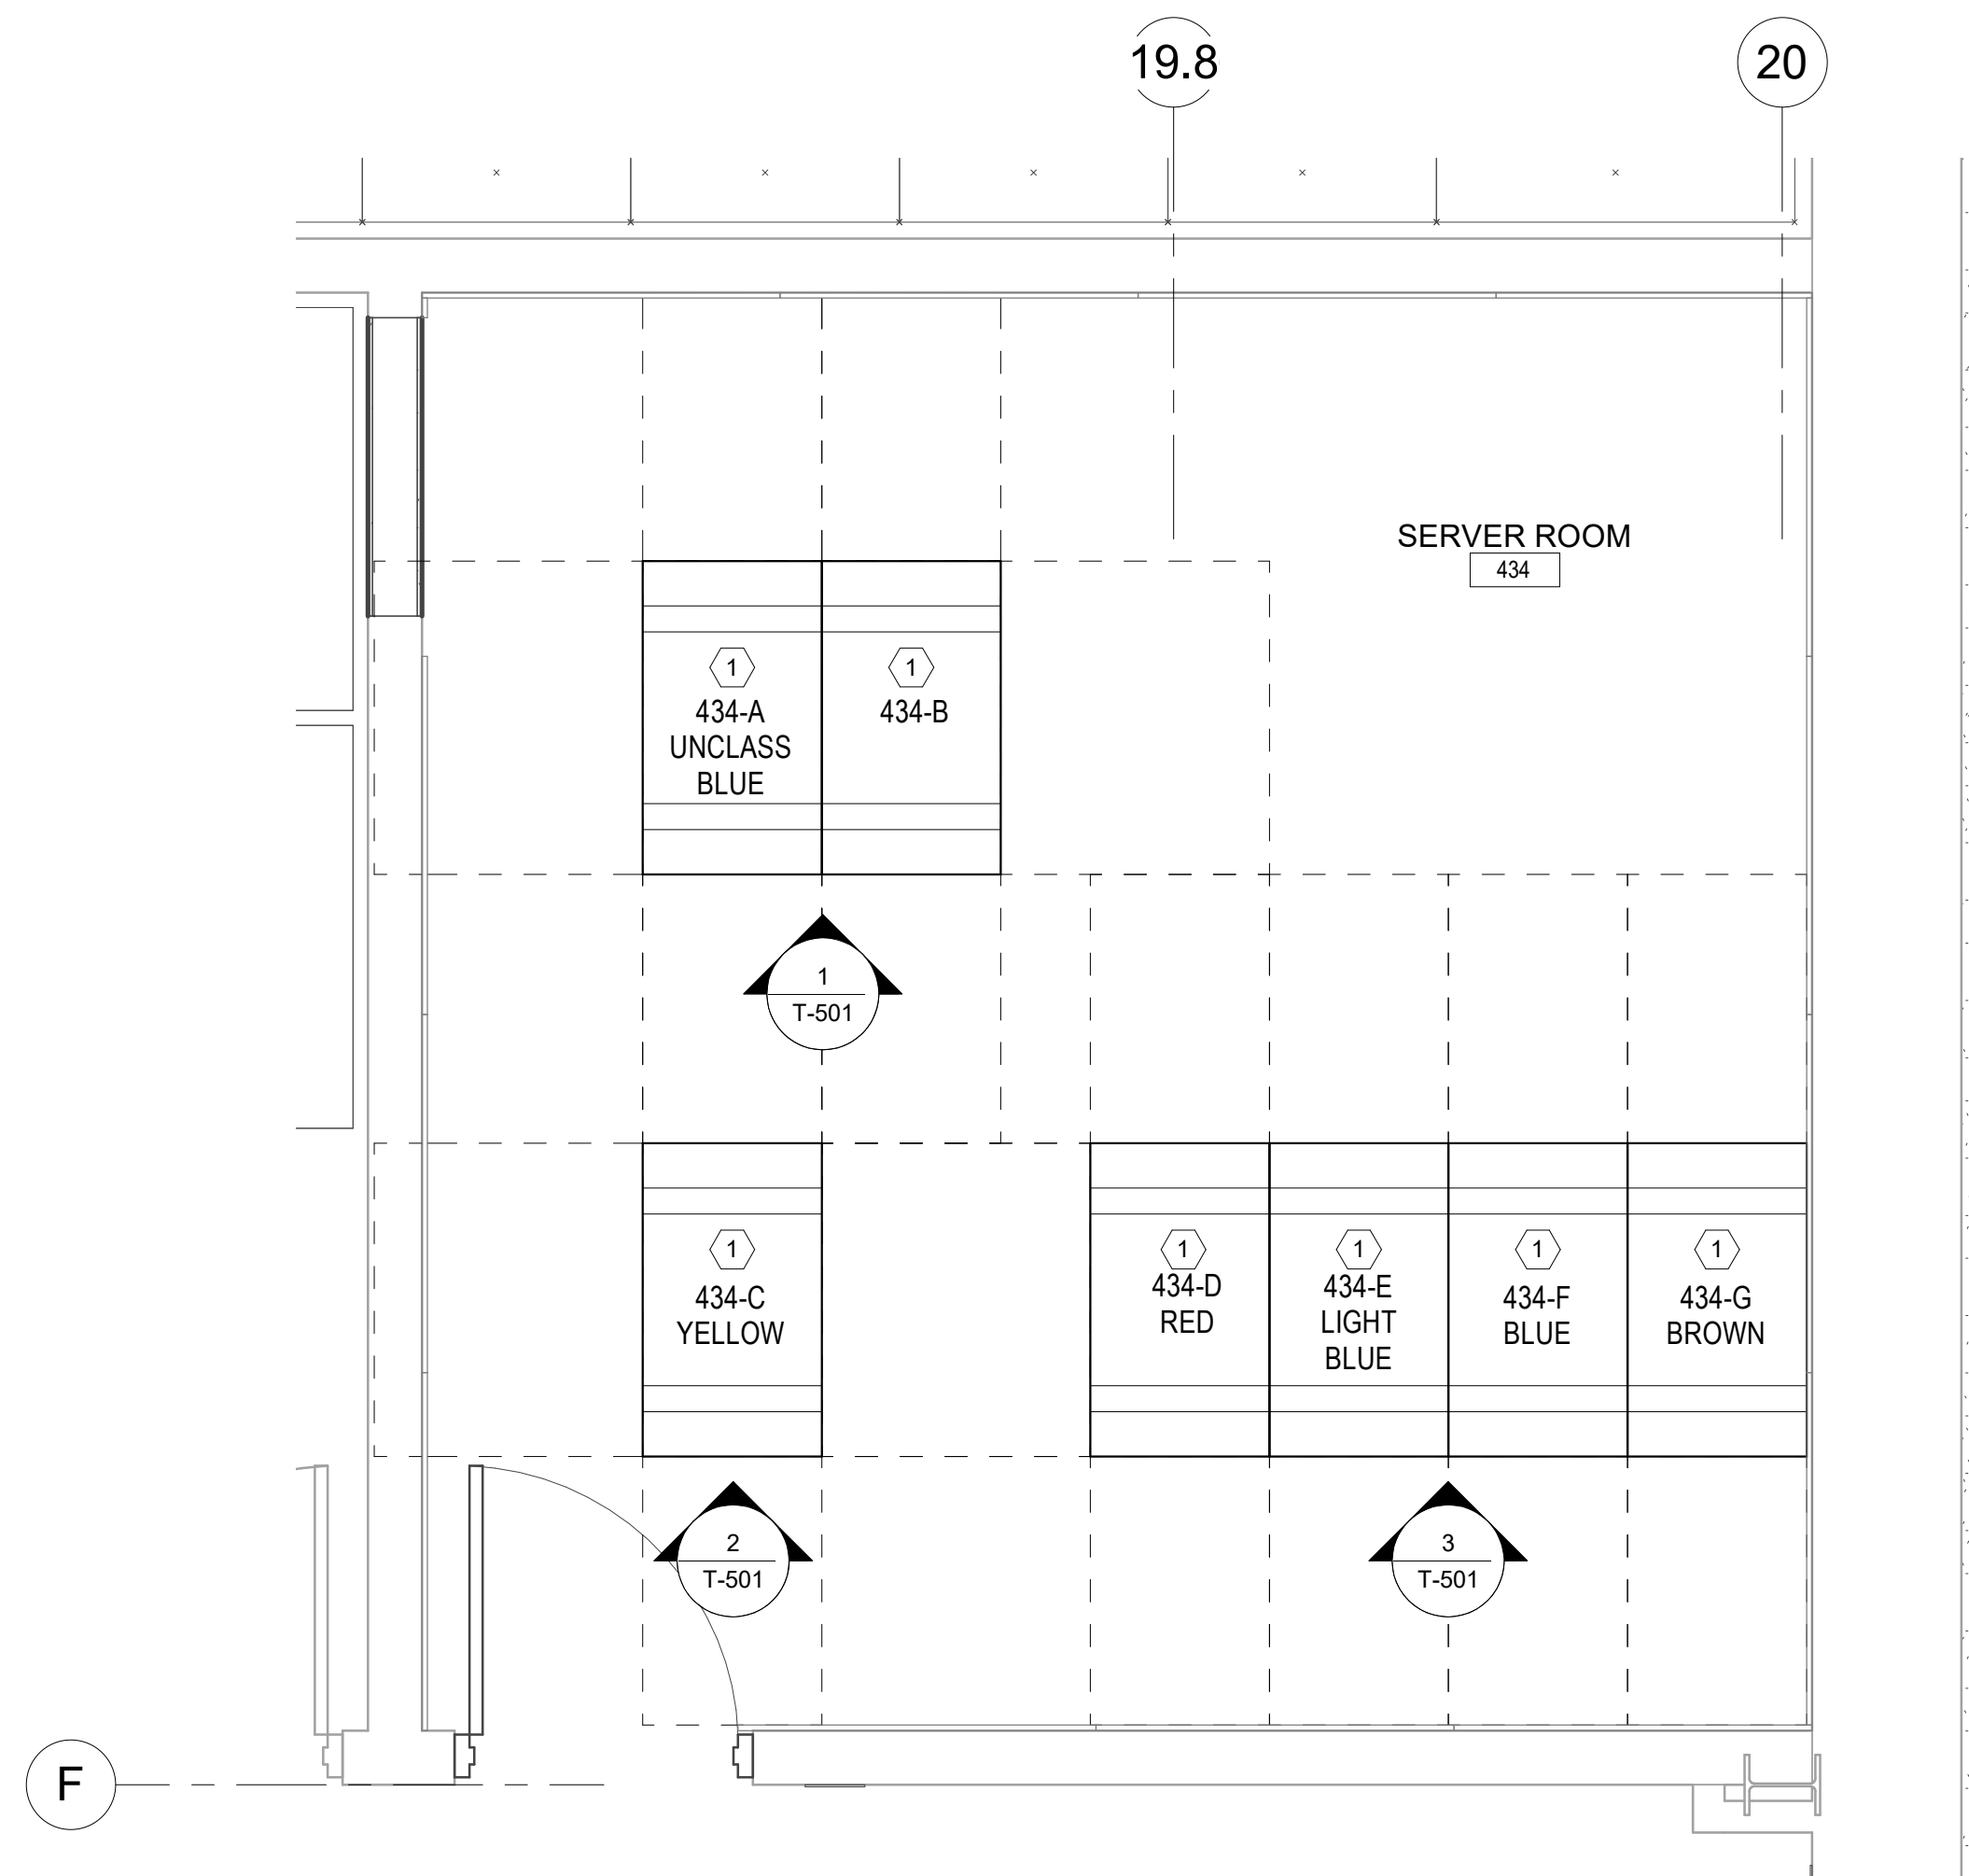 19.8
20
SERVER ROOM
434
1
434-A
UNCLASS
BLUE
1
434-B
1
T-501
1
434-C
YELLOW
1
434-D
RED
1
434-E
LIGHT
BLUE
1
434-F
BLUE
1
434-G
BROWN
2
T-501
3
T-501
F